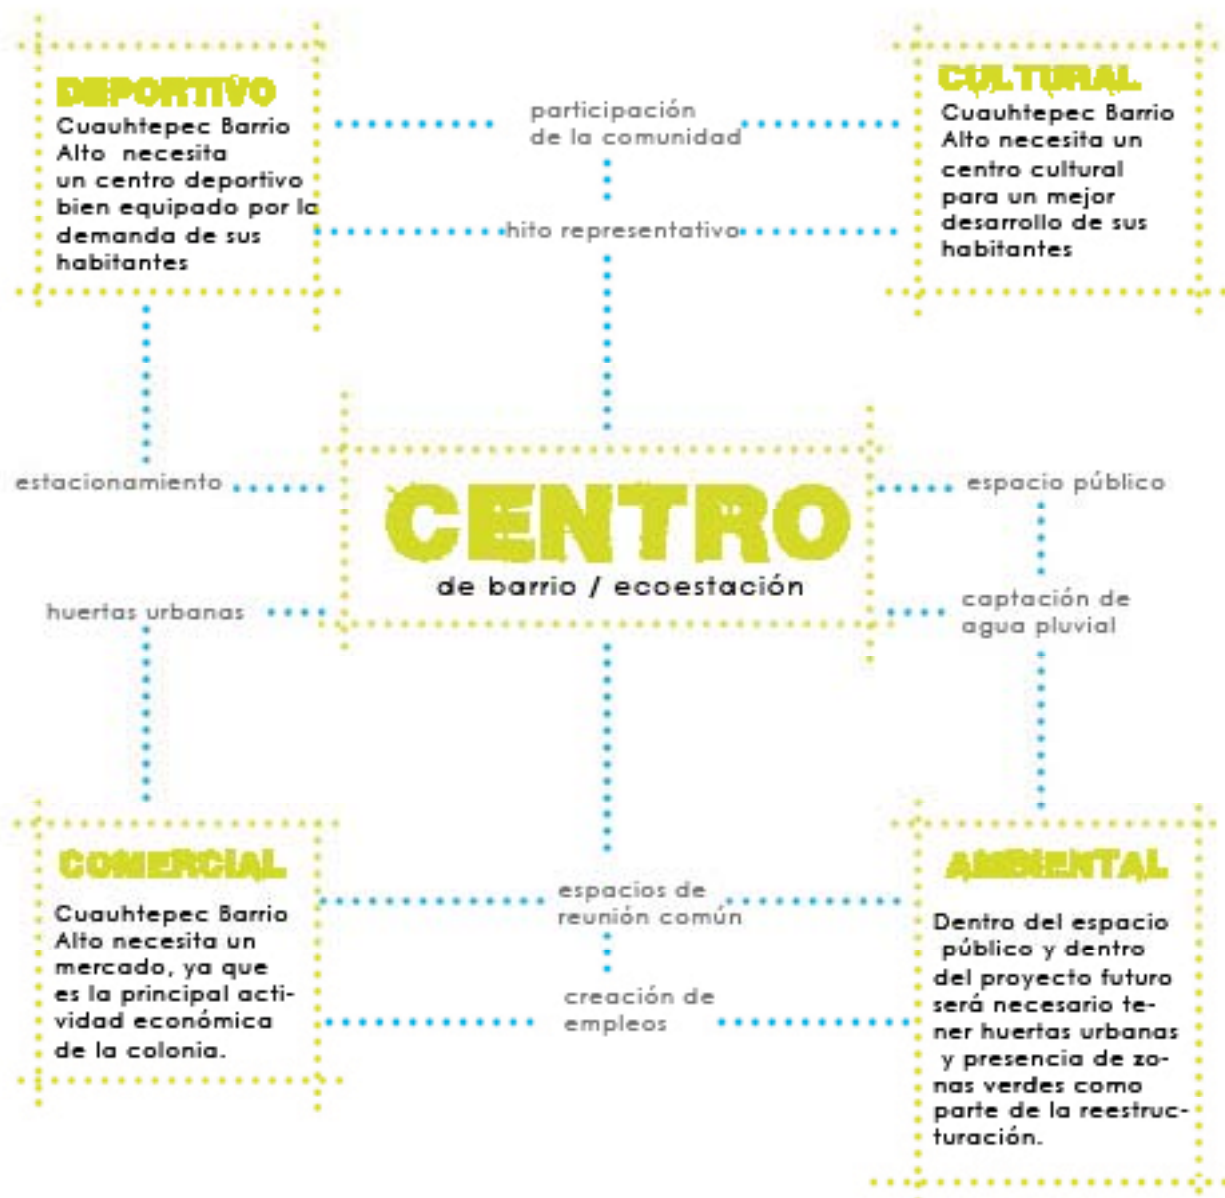 DEPORTIVO
Cuauhtepec Barrio
Alto necesita
un centro deportivo
bien equipado por la
demanda de sus
habitantes
participación
de la comunidad
hito representativo
CULTURAL
Cuauhtepec Barrio
Alto necesita un
centro cultural
para un mejor
desarrollo de sus
habitantes
estacionamiento
huertas urbanas
CENTRO
de barrio / ecoestación
espacio público
captación de
agua pluvial
COMERCIAL
Cuauhtepec Barrio
Alto necesita un
mercado, ya que
es la principal acti-
vidad económica
de la colonia.
espacios de
reunión común
creación de
empleos
AMBIENTAL
Dentro del espacio
público y dentro
del proyecto futuro
será necesario te-
ner huertas urbanas
y presencia de zo-
nas verdes como
parte de la reestruc-
turación.